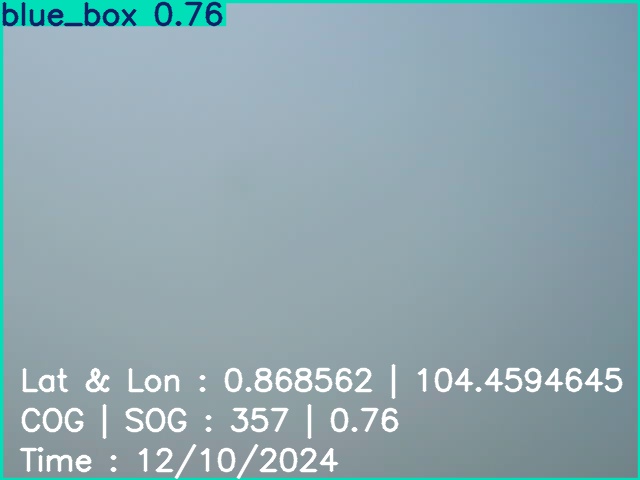 blue_box 0.76
Lat & Lon : 0.868562 | 104.4594645
COG | SOG : 357 | 0.76
Time : 12/10/2024